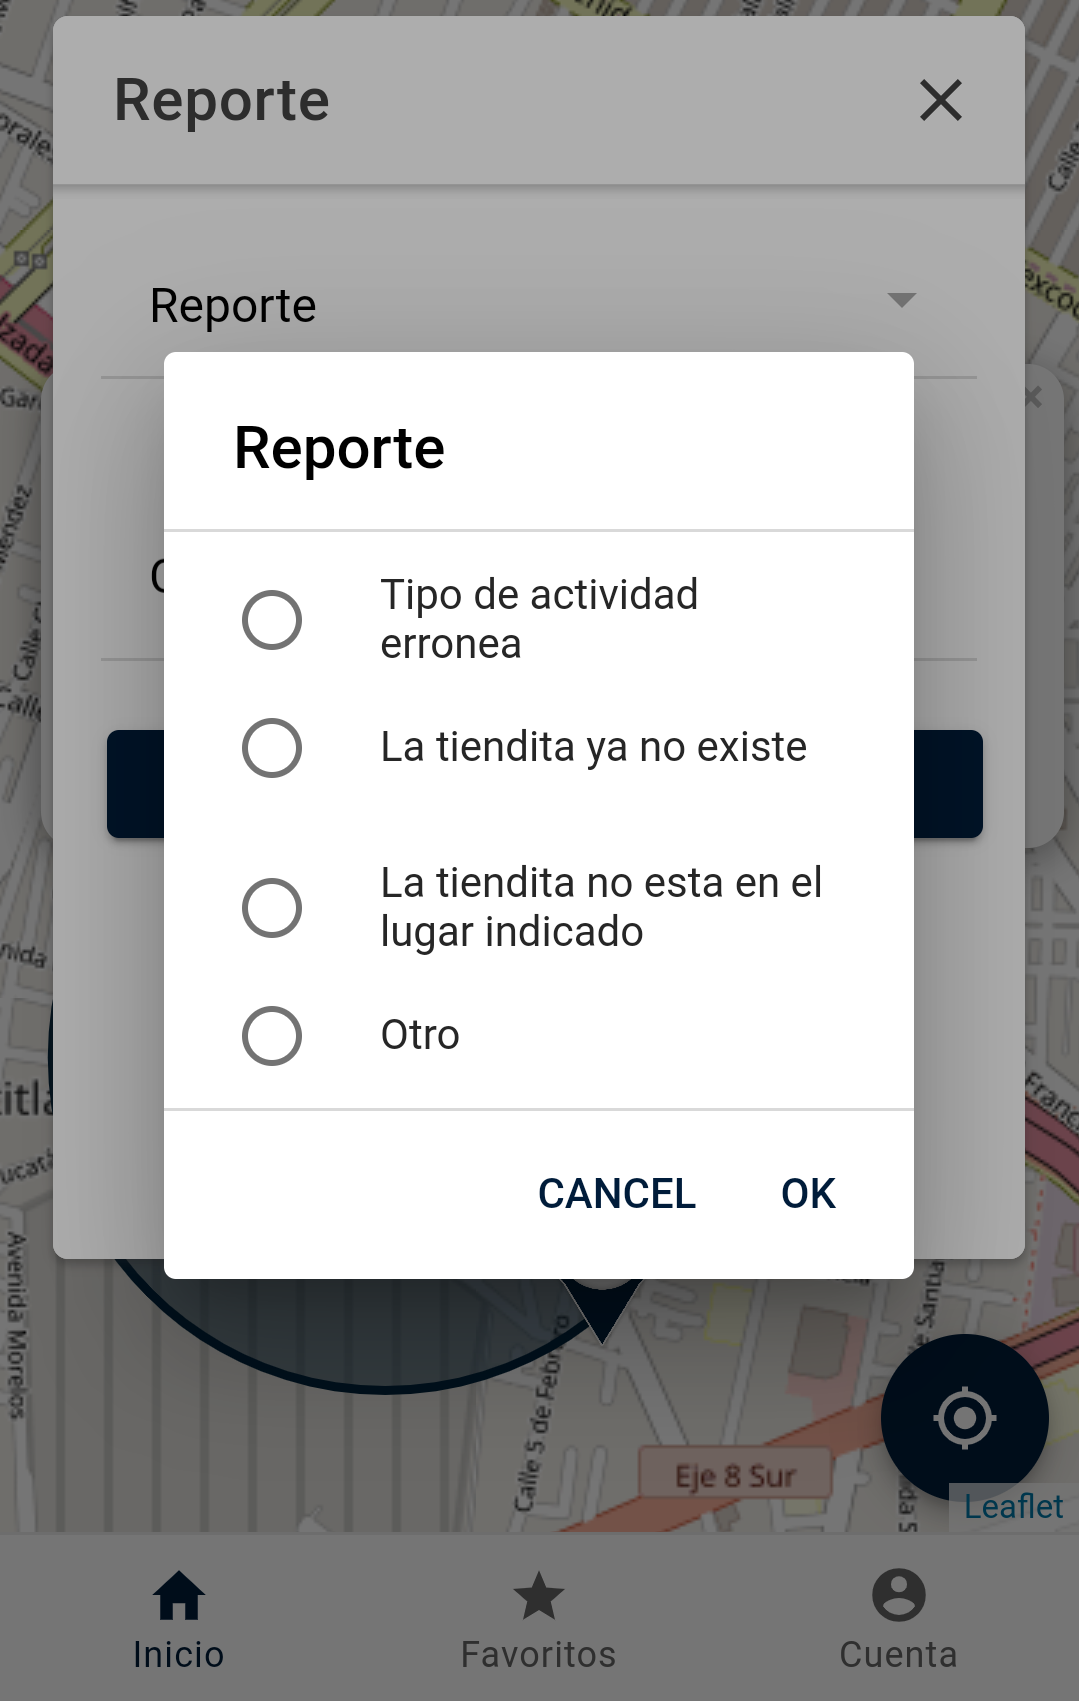 Reporte
Reporte
Reporte
Tipo de actividad
erronea
La tiendita ya no existe
La tiendita no esta en el
lugar indicado
Otro
CANCEL
OK
Avenida Morelos
Calle 5 de Febrero
Eje 8 Sur
Leaflet
Inicio
Favoritos
Cuenta